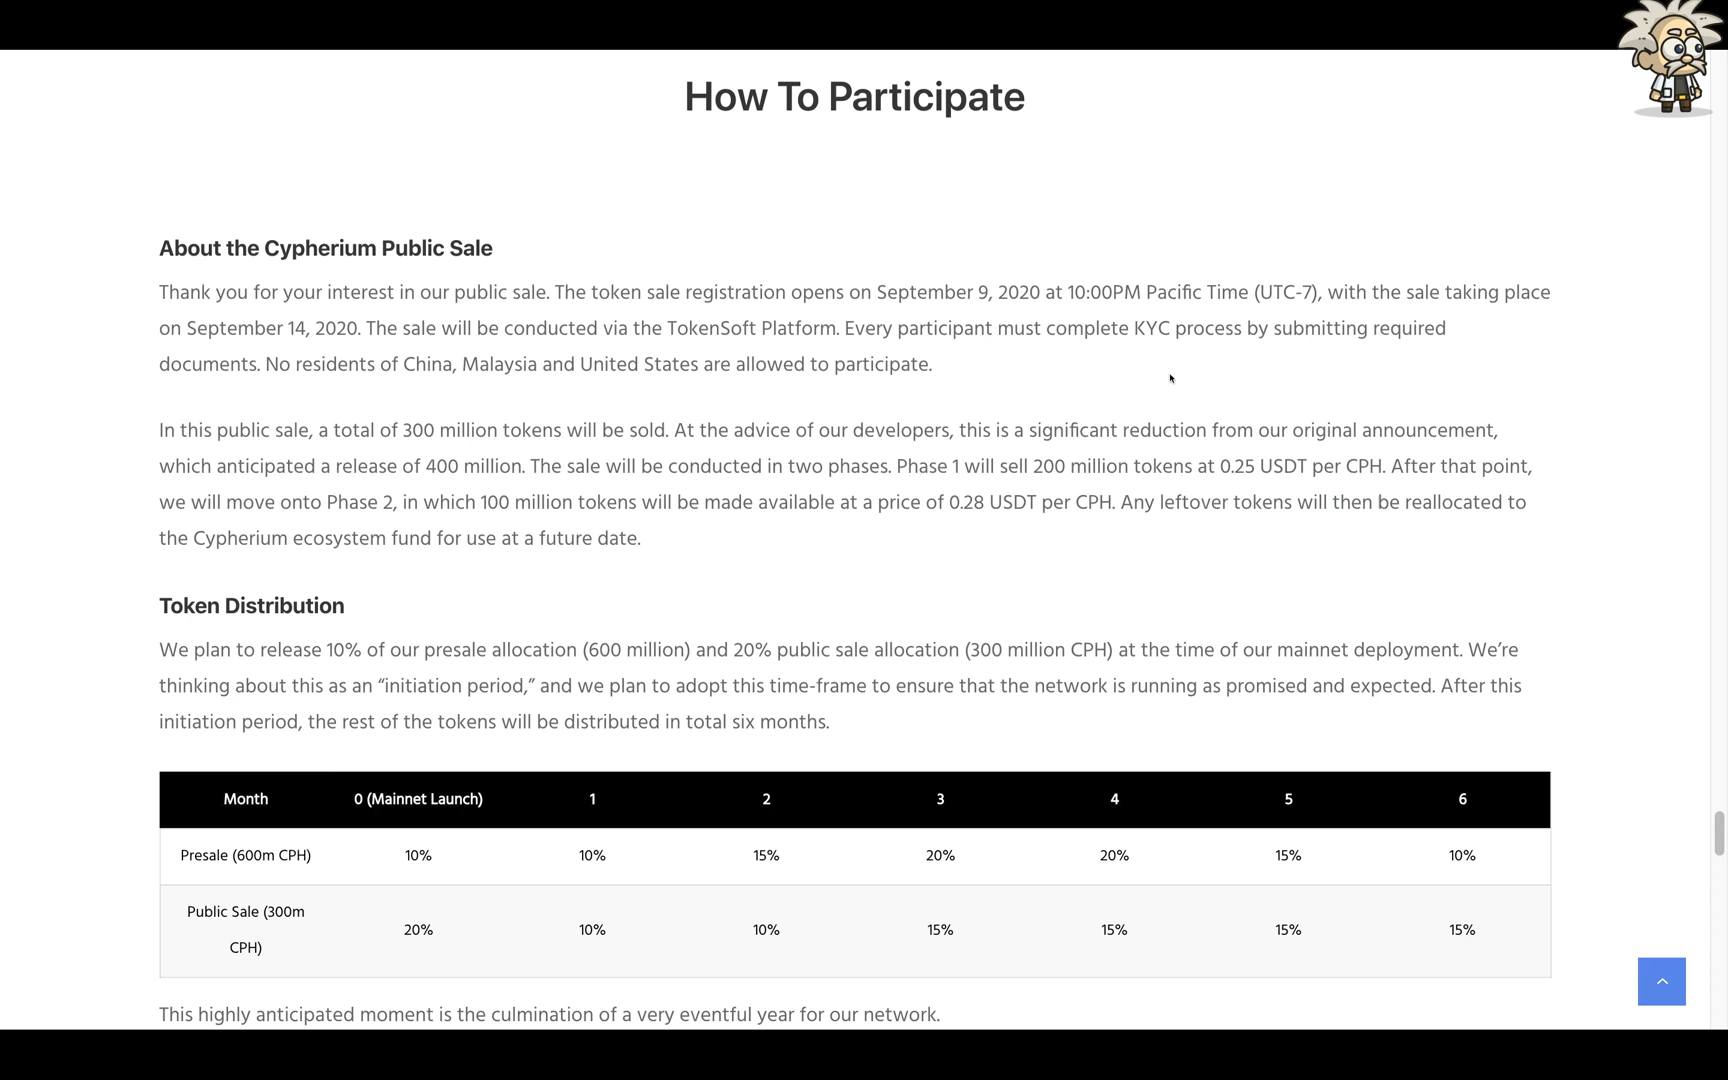 How To Participate
About the Cypherium Public Sale
Thank you for your interest in our public sale. The token sale registration opens on September 9, 2020 at 10:00PM Pacific Time (UTC-7), with the sale taking place
on September 14, 2020. The sale will be conducted via the TokenSoft Platform. Every participant must complete KYC process by submitting required
documents. No residents of China, Malaysia and United States are allowed to participate.
In this public sale, a total of 300 million tokens will be sold. At the advice of our developers, this is a significant reduction from our original announcement,
which anticipated a release of 400 million. The sale will be conducted in two phases. Phase 1 will sell 200 million tokens at 0.25 USDT per CPH. After that point,
we will move onto Phase 2, in which 100 million tokens will be made available at a price of 0.28 USDT per CPH. Any leftover tokens will then be reallocated to
the Cypherium ecosystem fund for use at a future date.
Token Distribution
We plan to release 10% of our presale allocation (600 million) and 20% public sale allocation (300 million CPH) at the time of our mainnet deployment. We’re
thinking about this as an “initiation period,” and we plan to adopt this time-frame to ensure that the network is running as promised and expected. After this
initiation period, the rest of the tokens will be distributed in total six months.
Month 0 (Mainnet Launch) 1 2 3 4 5 6
Presale (600m CPH) 10% 10% 15% 20% 20% 15% 10%
Public Sale (300m
CPH) 20% 10% 10% 15% 15% 15% 15%
This highly anticipated moment is the culmination of a very eventful year for our network.